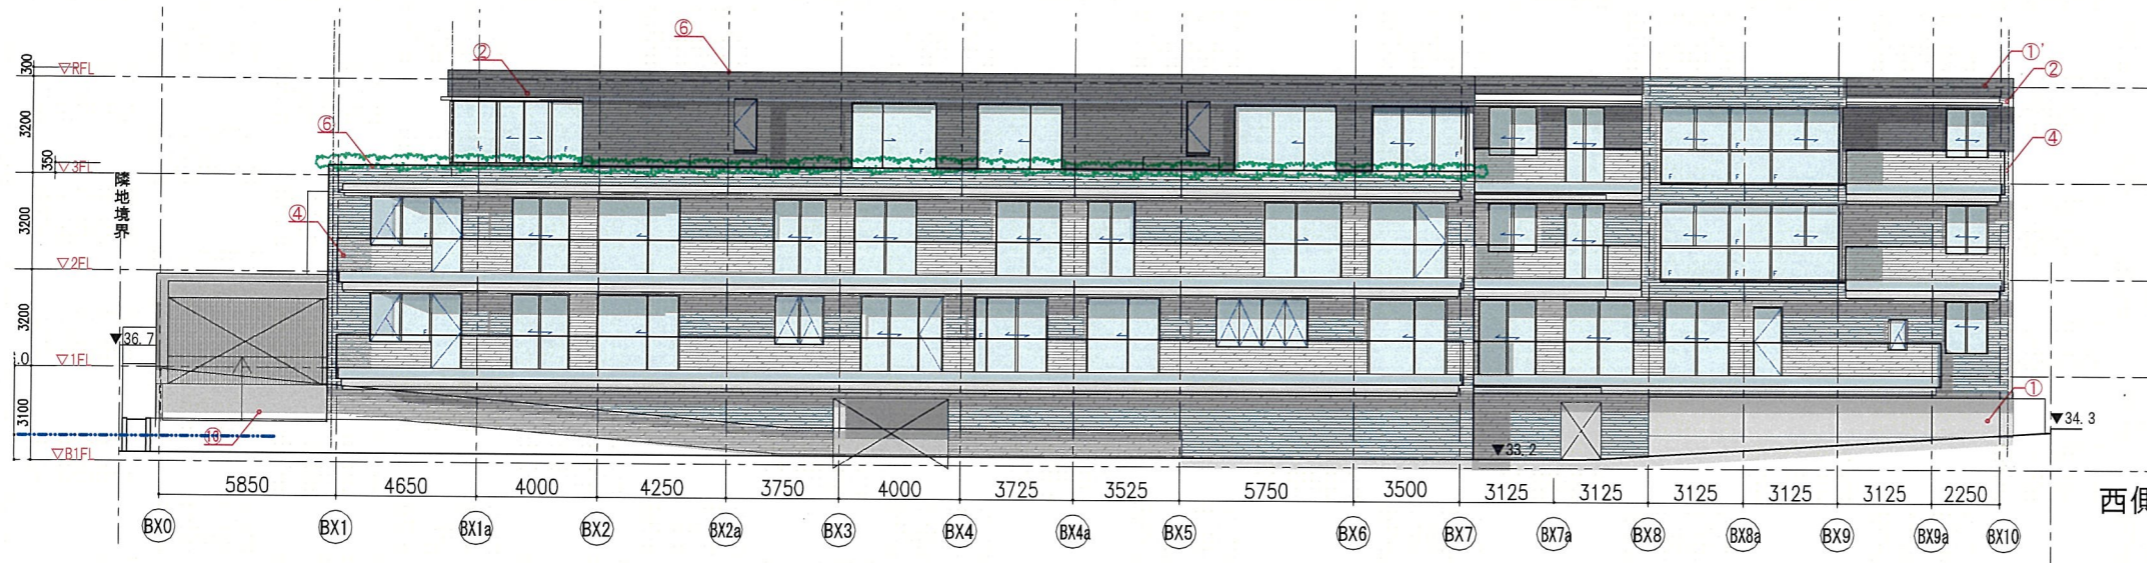 ⑥
②
①'
②
300
▽RFL
3200
⑥
④
350
▽3FL
隣地境界
④
3200
▽2FL
3200
▼36.7
▽1FL
①
▼34.3
3100
⑬
▼33.2
▽B1FL
5850 4650 4000 4250 3750 4000 3725 3525 5750 3500 3125 3125 3125 3125 3125 2250
西側
BX0 BX1 BX1a BX2 BX2a BX3 BX4 BX4a BX5 BX6 BX7 BX7a BX8 BX8a BX9 BX9a BX10